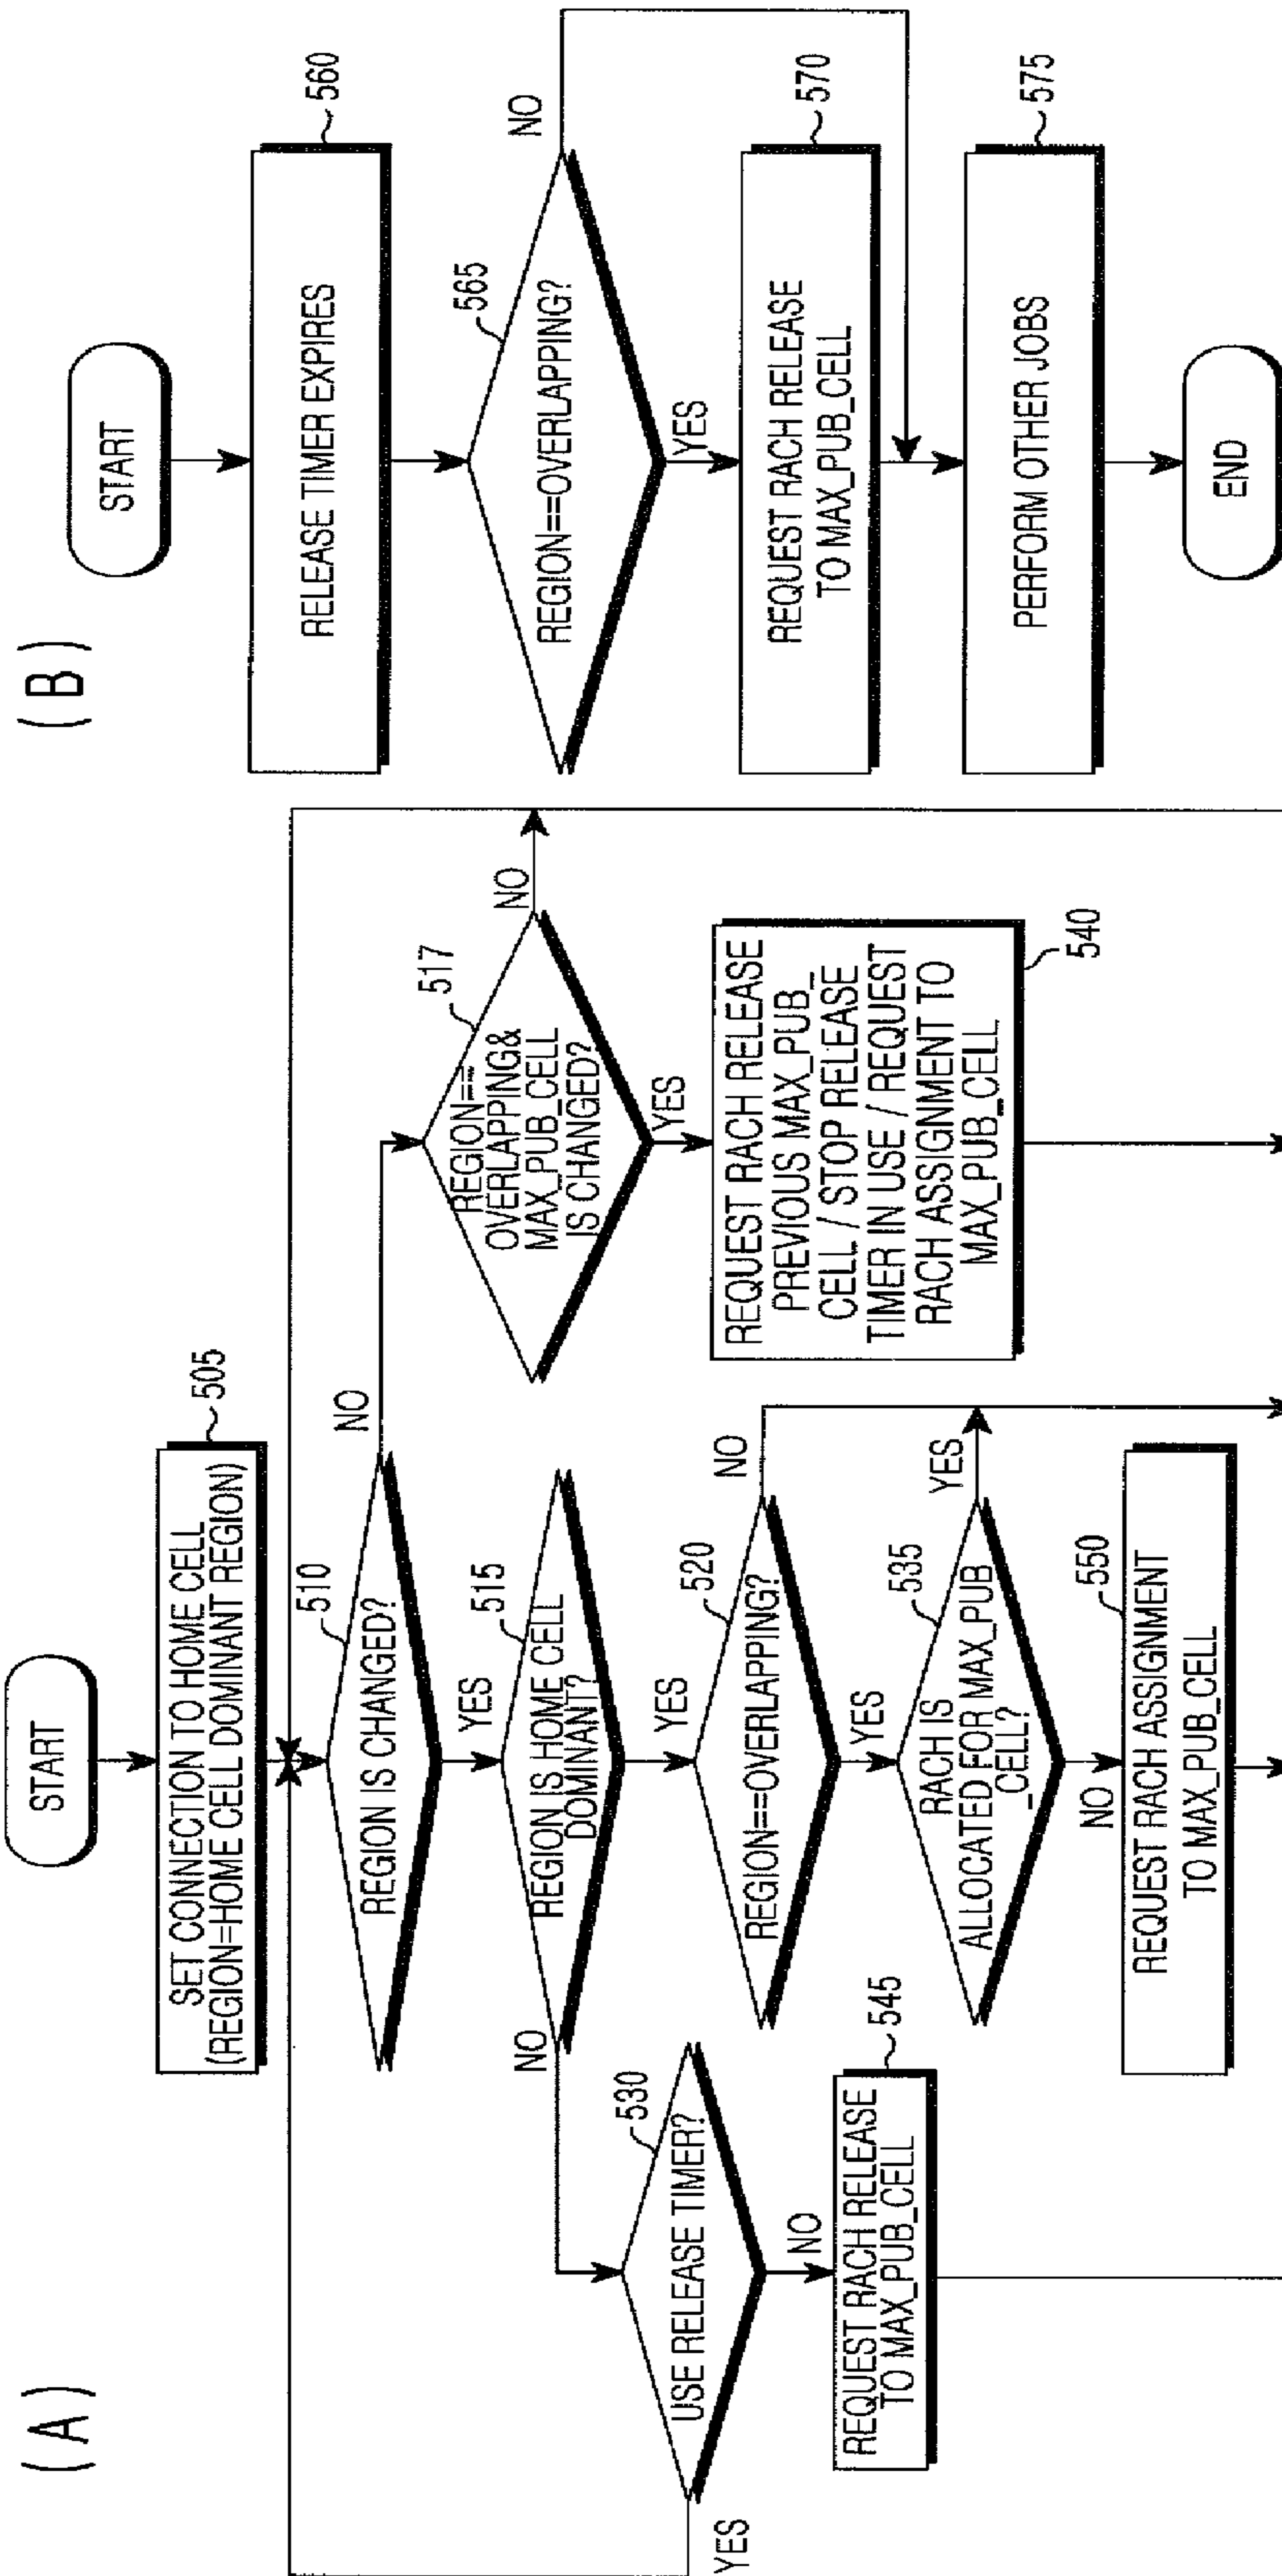 (A)
START
SET CONNECTION TO HOME CELL
(REGION=HOME CELL DOMINANT REGION)
505
REGION IS CHANGED?
510
NO
YES
REGION IS HOME CELL
DOMINANT?
515
NO
YES
REGION==
OVERLAPPING&
MAX_PUB_CELL
IS CHANGED?
517
NO
YES
USE RELEASE TIMER?
530
YES
NO
REGION==OVERLAPPING?
520
NO
YES
REQUEST RACH RELEASE
PREVIOUS MAX_PUB_
CELL / STOP RELEASE
TIMER IN USE / REQUEST
RACH ASSIGNMENT TO
MAX_PUB_CELL
540
REQUEST RACH RELEASE
TO MAX_PUB_CELL
545
RACH IS
ALLOCATED FOR MAX_PUB
_CELL?
535
YES
NO
REQUEST RACH ASSIGNMENT
TO MAX_PUB_CELL
550
(B)
START
RELEASE TIMER EXPIRES
560
REGION==OVERLAPPING?
565
NO
YES
REQUEST RACH RELEASE
TO MAX_PUB_CELL
570
PERFORM OTHER JOBS
575
END